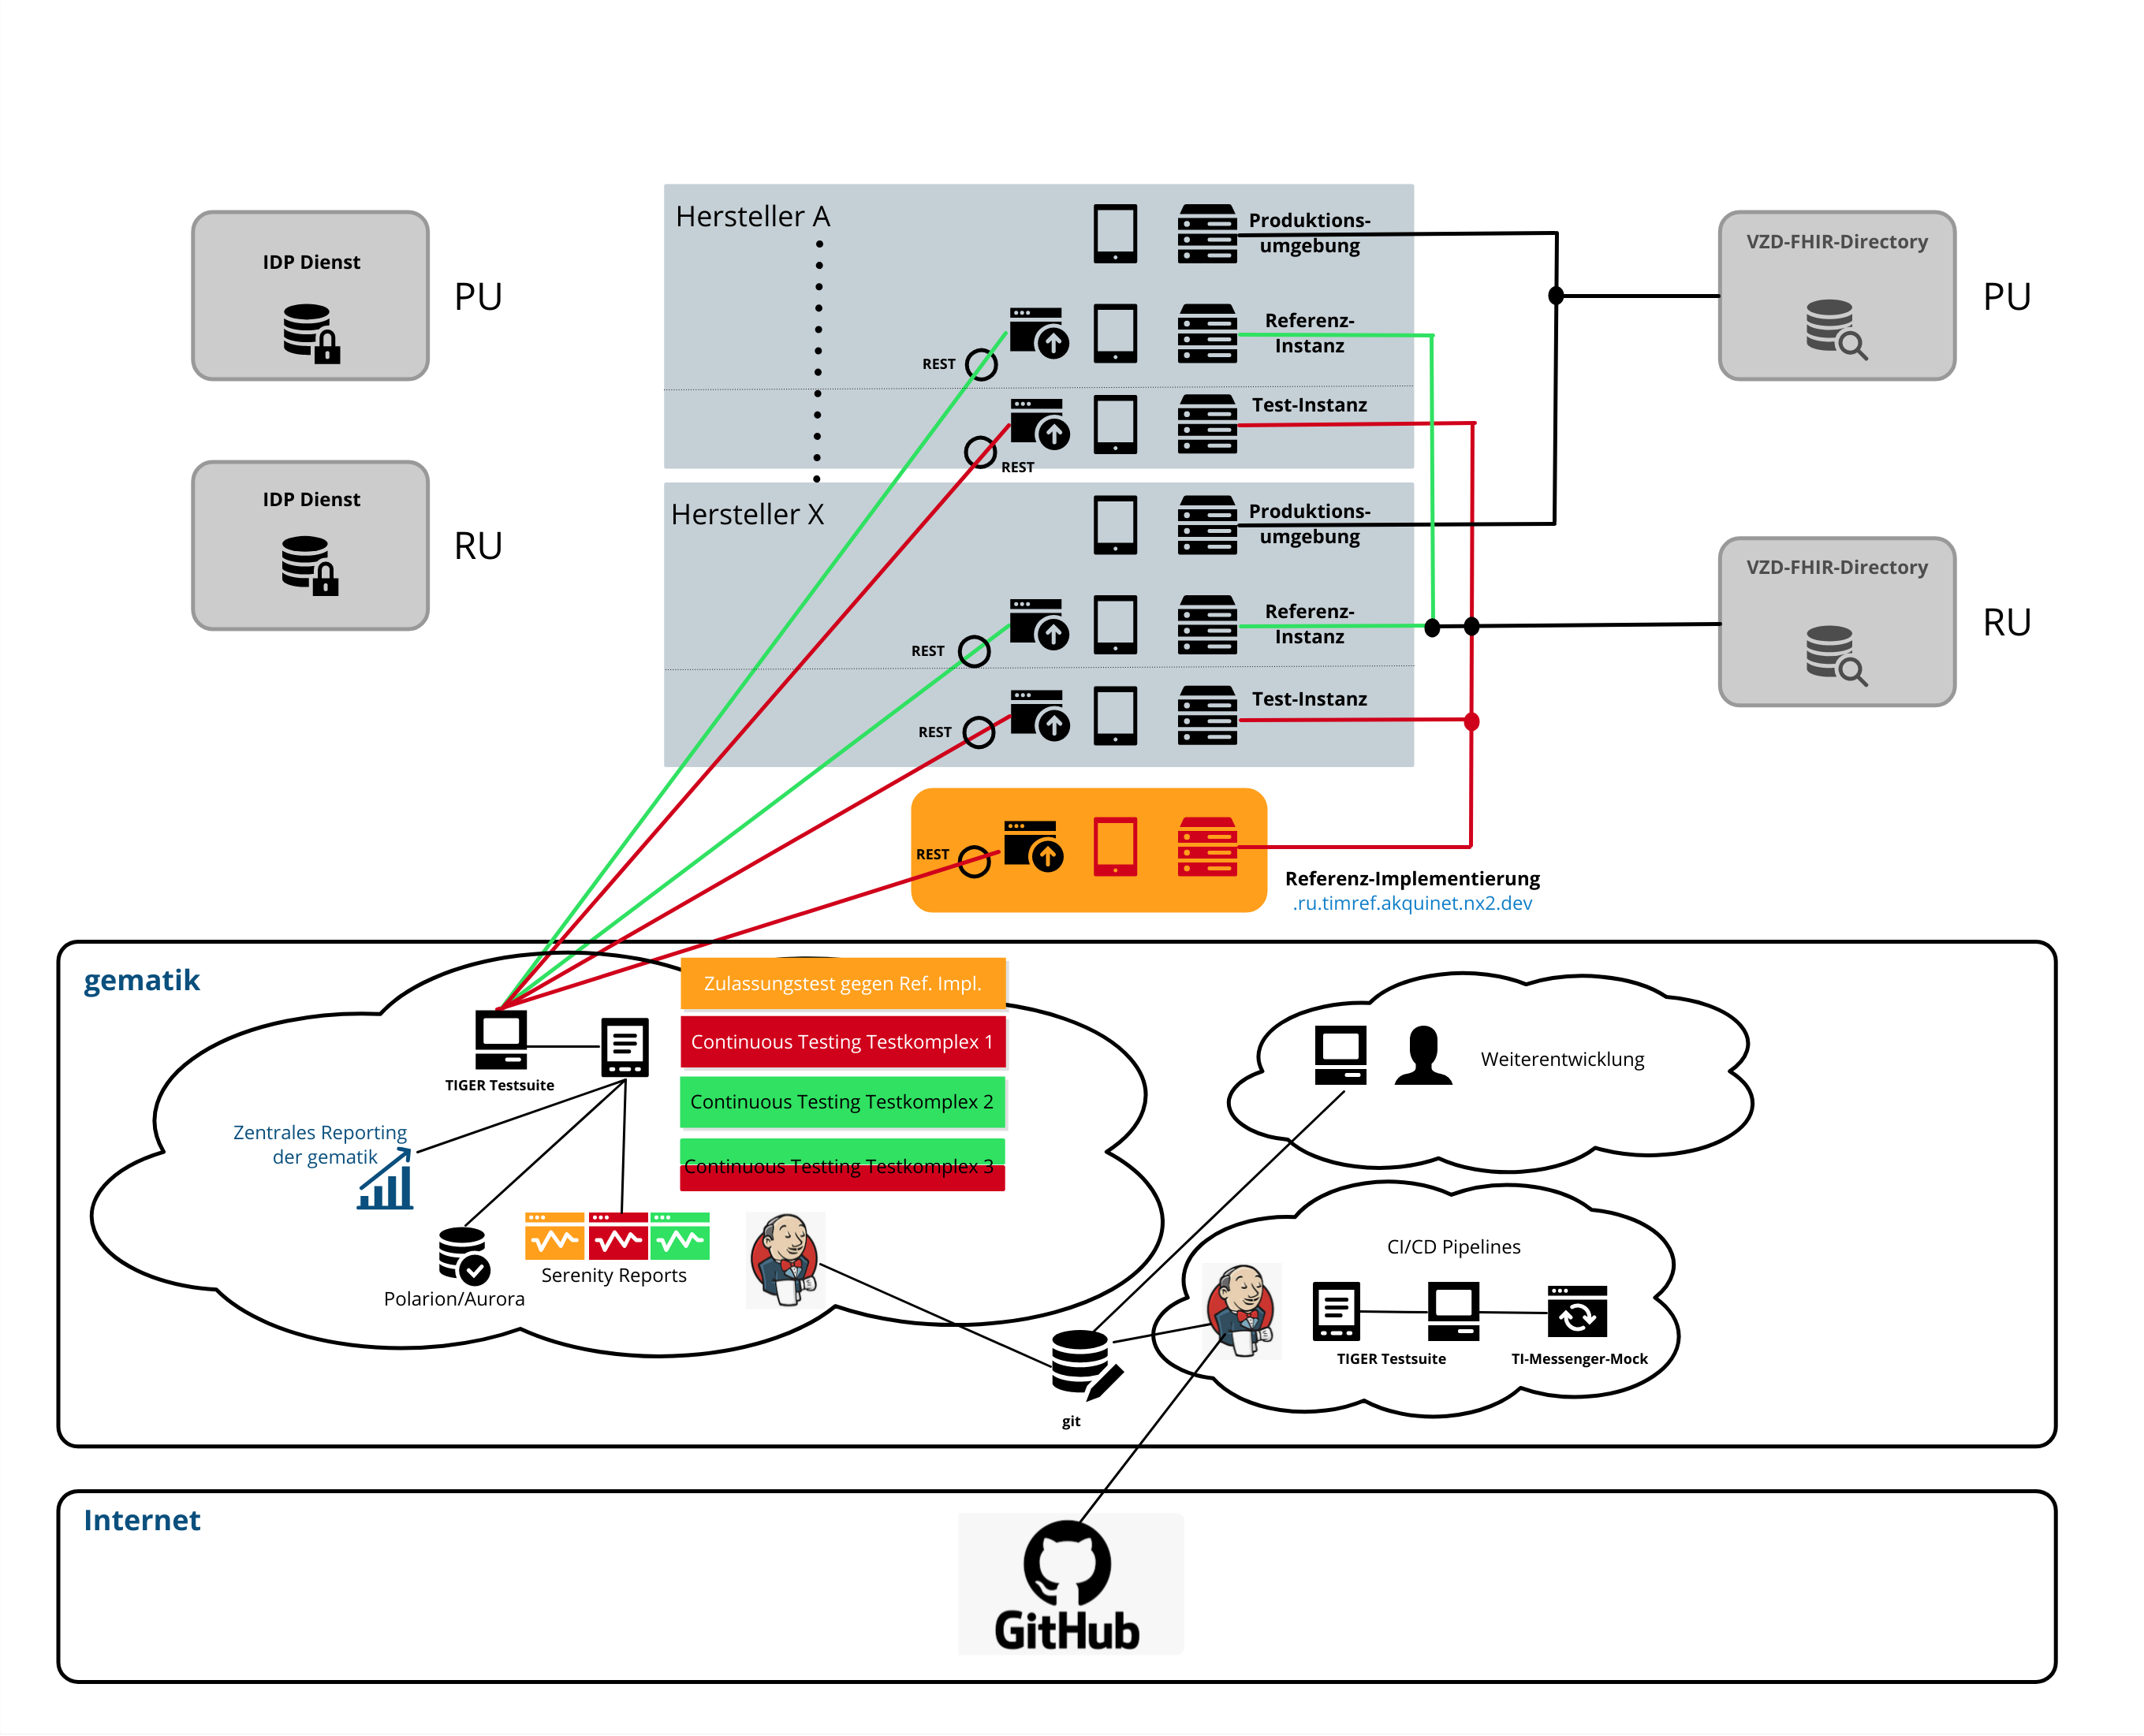 Hersteller A
Produktions-
umgebung
IDP Dienst
PU
VZD-FHIR-Directory
PU
Referenz-
Instanz
REST
Test-Instanz
REST
IDP Dienst
RU
Hersteller X
Produktions-
umgebung
VZD-FHIR-Directory
RU
Referenz-
Instanz
REST
Test-Instanz
REST
REST
Referenz-Implementierung
.ru.timref.akquinet.nx2.dev
gematik
Zulassungstest gegen Ref. Impl.
Continuous Testing Testkomplex 1
Continuous Testing Testkomplex 2
Continuous Testting Testkomplex 3
TIGER Testsuite
Zentrales Reporting
der gematik
Polarion/Aurora
Serenity Reports
Weiterentwicklung
CI/CD Pipelines
TIGER Testsuite
TI-Messenger-Mock
git
Internet
GitHub